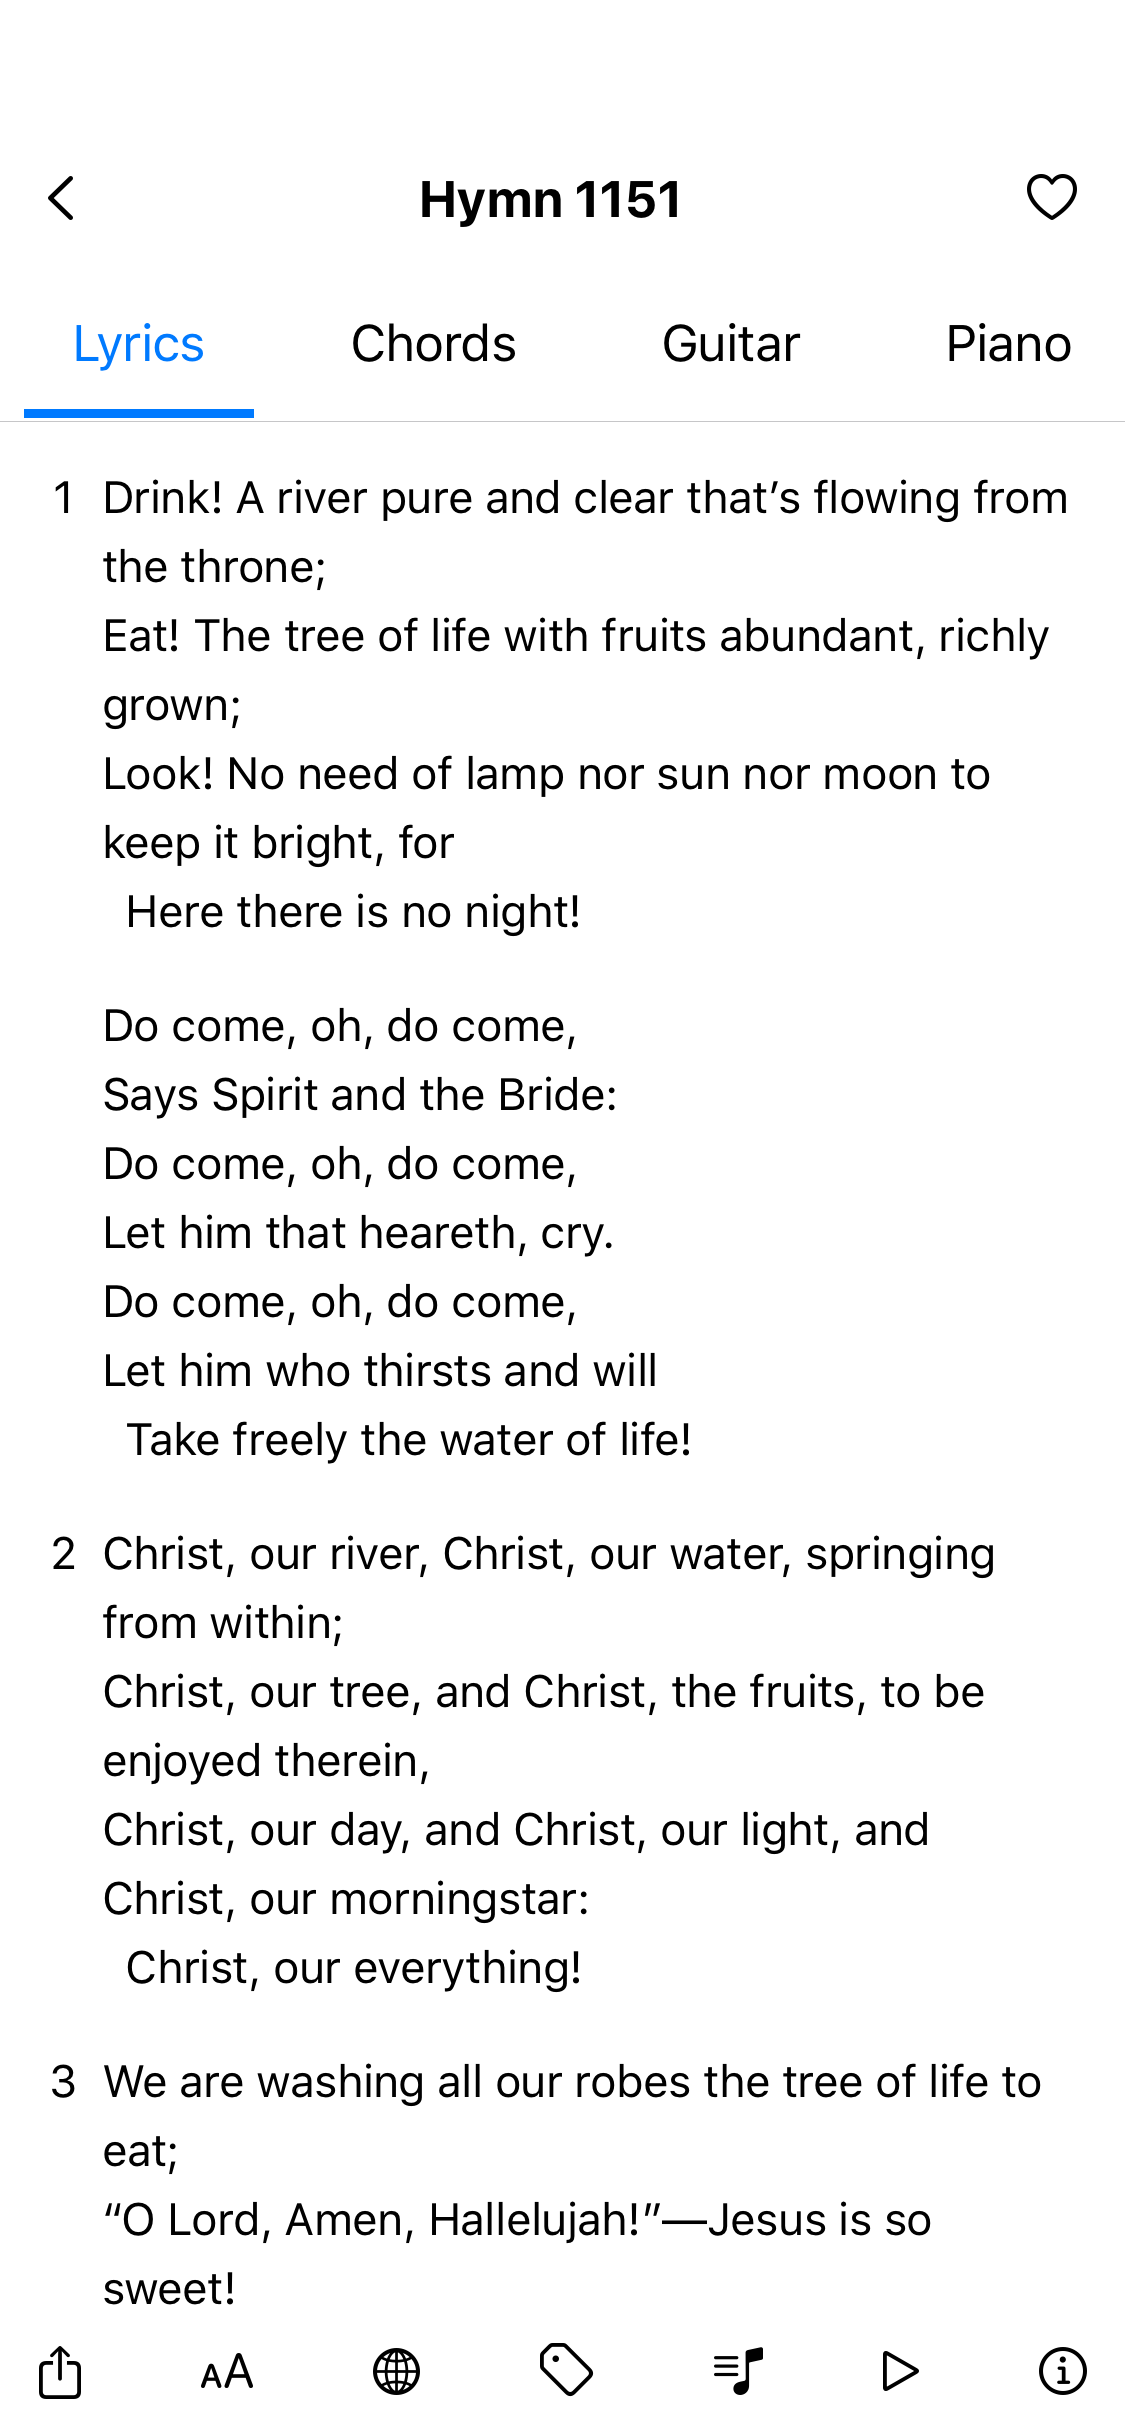 Hymn 1151
Lyrics Chords Guitar Piano
1 Drink! A river pure and clear that’s flowing from
the throne;
Eat! The tree of life with fruits abundant, richly
grown;
Look! No need of lamp nor sun nor moon to
keep it bright, for
Here there is no night!
Do come, oh, do come,
Says Spirit and the Bride:
Do come, oh, do come,
Let him that heareth, cry.
Do come, oh, do come,
Let him who thirsts and will
Take freely the water of life!
2 Christ, our river, Christ, our water, springing
from within;
Christ, our tree, and Christ, the fruits, to be
enjoyed therein,
Christ, our day, and Christ, our light, and
Christ, our morningstar:
Christ, our everything!
3 We are washing all our robes the tree of life to
eat;
“O Lord, Amen, Hallelujah!”—Jesus is so
sweet!
AA